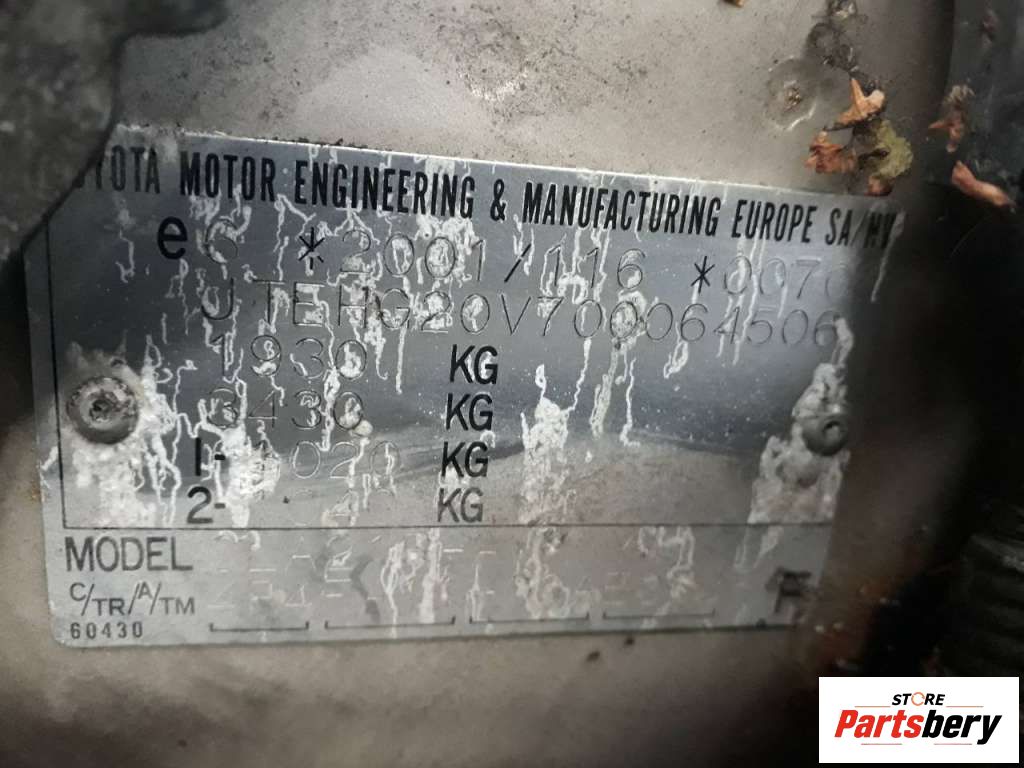 TOYOTA MOTOR ENGINEERING & MANUFACTURING EUROPE SA/NV
e6 *2001/116 *0070
JTEHG20V700064506
1930 KG
3430 KG
1- 1020 KG
2- KG
MODEL
C/TR/A/TM
60430
STORE
Partsbery